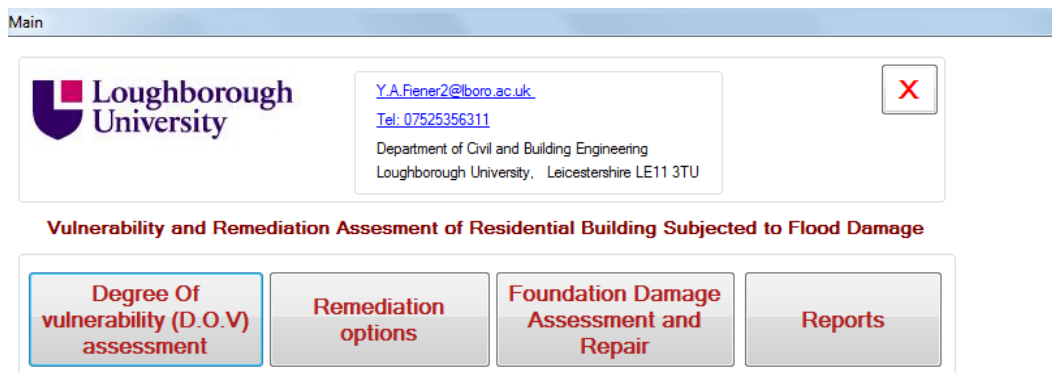 Main
Loughborough
University
Y.A.Fiener2@lboro.ac.uk
Tel: 07525356311
Department of Civil and Building Engineering
Loughborough University, Leicestershire LE11 3TU
X
Vulnerability and Remediation Assesment of Residential Building Subjected to Flood Damage
Degree Of
vulnerability (D.O.V)
assessment
Remediation
options
Foundation Damage
Assessment and
Repair
Reports